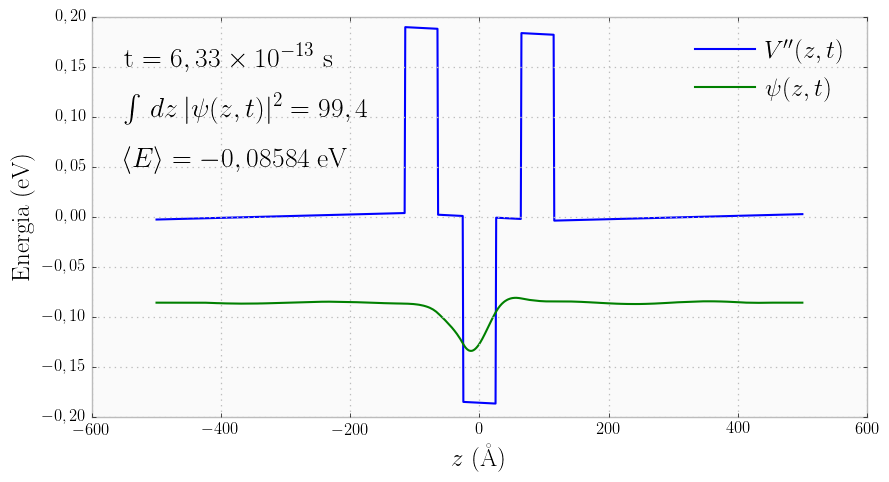 t = 6,33 × 10⁻¹³ s
∫ dz |ψ(z,t)|² = 99,4
⟨E⟩ = −0,08584 eV
V′′(z,t)
ψ(z,t)
Energia (eV)
0,20
0,15
0,10
0,05
0,00
−0,05
−0,10
−0,15
−0,20
−600 −400 −200 0 200 400 600
z (Å)